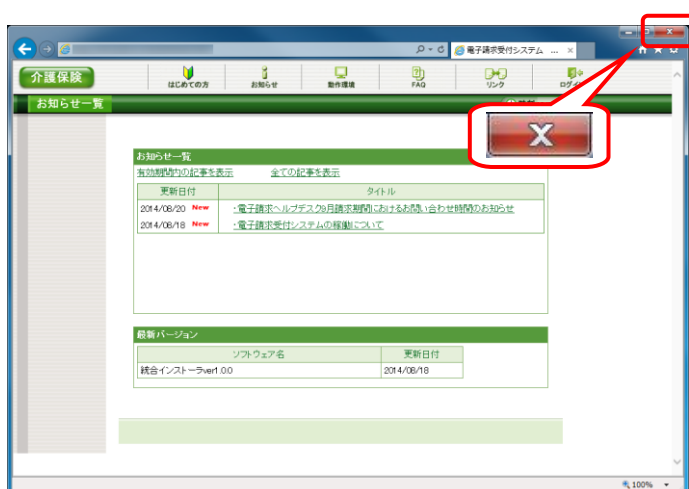 電子請求受付システム ... ×
介護保険
はじめての方 お知らせ 動作環境 FAQ リンク
お知らせ一覧
お知らせ一覧
有効期間内の記事を表示 全ての記事を表示
更新日付 タイトル
2014/08/20 New ・電子請求ヘルプデスク9月請求期間におけるお問い合わせ時間のお知らせ
2014/08/18 New ・電子請求受付システムの稼働について
最新バージョン
ソフトウェア名 更新日付
統合インストーラver1.0.0 2014/08/18
100%